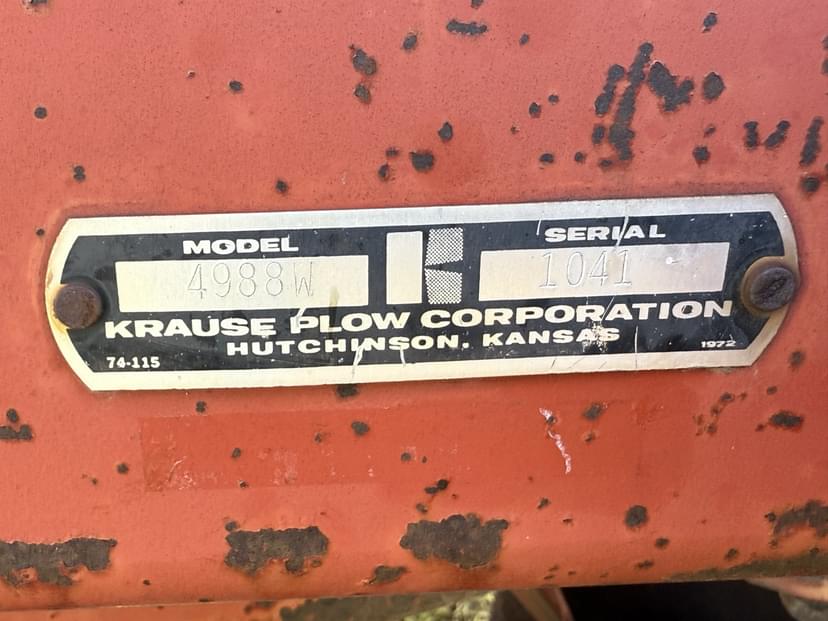 MODEL SERIAL
4988W 1041
KRAUSE PLOW CORPORATION
HUTCHINSON, KANSAS
74-115 1972